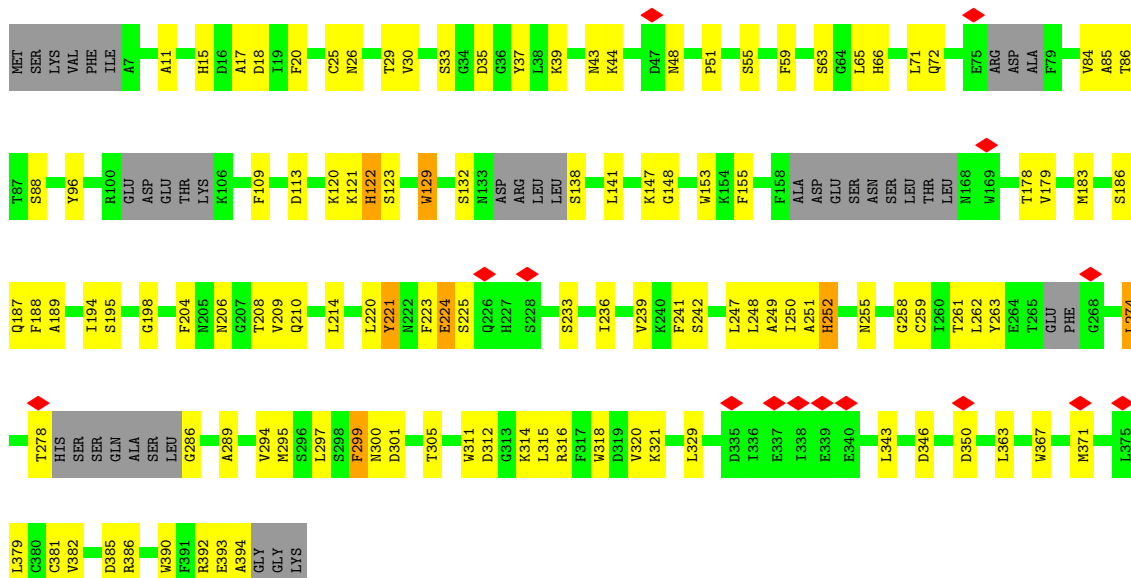 MET SER LYS VAL PHE ILE A7 A11 H15 D16 A17 D18 I19 F20 C25 N26 T29 V30 S33 G34 D35 G36 Y37 L38 K39 N43 K44 D47 N48 P51 S55 F59 S63 G64 L65 H66 L71 Q72 E75 ARG ASP ALA F79 V84 A85 T86
T87 S88 Y96 R100 GLU ASP GLU THR LYS K106 F109 D113 K120 K121 H122 S123 W129 S132 N133 ASP ARG LEU LEU S138 L141 K147 G148 W153 K154 F155 F158 ALA ASP GLU SER ASN SER LEU THR LEU N168 W169 T178 V179 M183 S186
Q187 F188 A189 I194 S195 G198 F204 N205 N206 G207 T208 V209 Q210 L214 L220 Y221 N222 F223 E224 S225 Q226 H227 S228 S233 I236 V239 K240 F241 S242 L247 L248 A249 I250 A251 H252 N255 G258 C259 I260 T261 L262 Y263 E264 T265 GLU PHE G268 L274
T278 HIS SER SER GLN ALA SER LEU G286 A289 V294 M295 S296 L297 S298 F299 N300 D301 T305 W311 D312 G313 K314 L315 R316 F317 W318 D319 V320 K321 L329 D335 I336 E337 I338 E339 E340 L343 D346 D350 L363 W367 M371 L375
L379 C380 C381 V382 D385 R386 W390 F391 R392 E393 A394 GLY GLY LYS